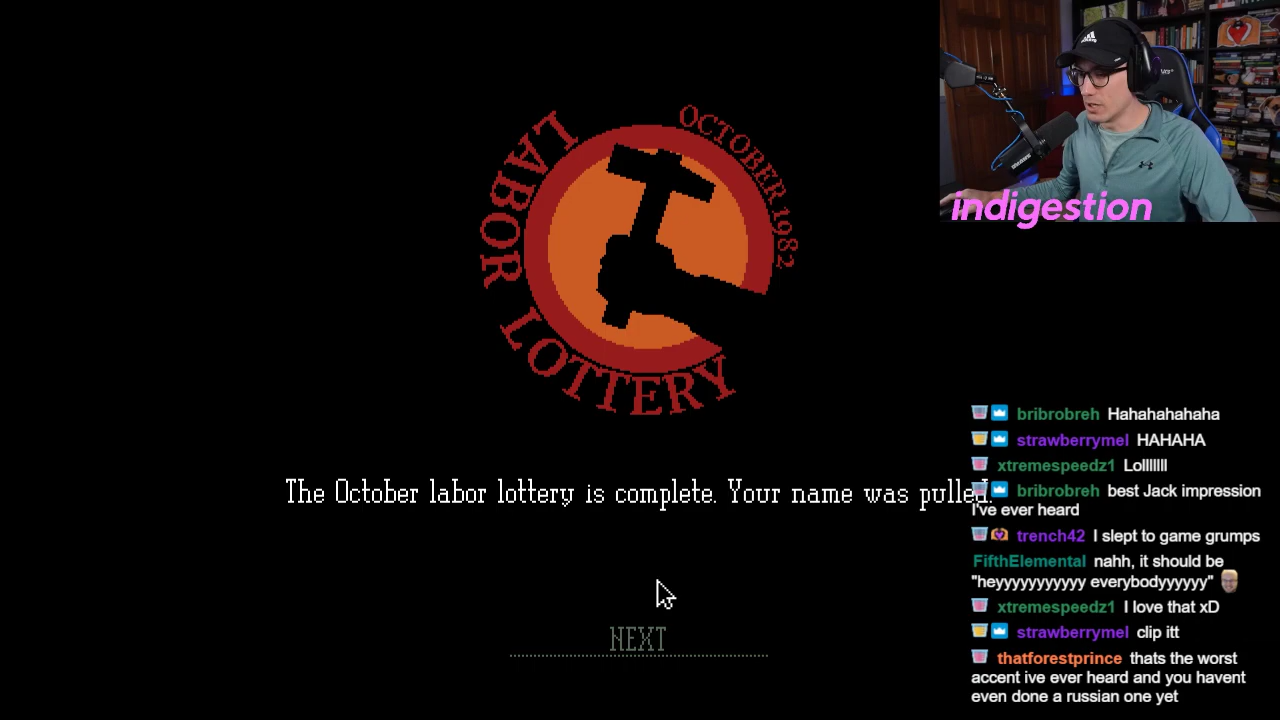 LABOR LOTTERY
OCTOBER 1982
The October labor lottery is complete. Your name was pulled.
NEXT
indigestion
bribrobreh Hahahahahaha
strawberrymel HAHAHA
xtremespeedz1 Lolllllll
bribrobreh best Jack impression
I've ever heard
trench42 I slept to game grumps
FifthElemental nahh, it should be
"heyyyyyyyyyyy everybodyyyyyy"
xtremespeedz1 I love that xD
strawberrymel clip itt
thatforestprince thats the worst
accent ive ever heard and you havent
even done a russian one yet